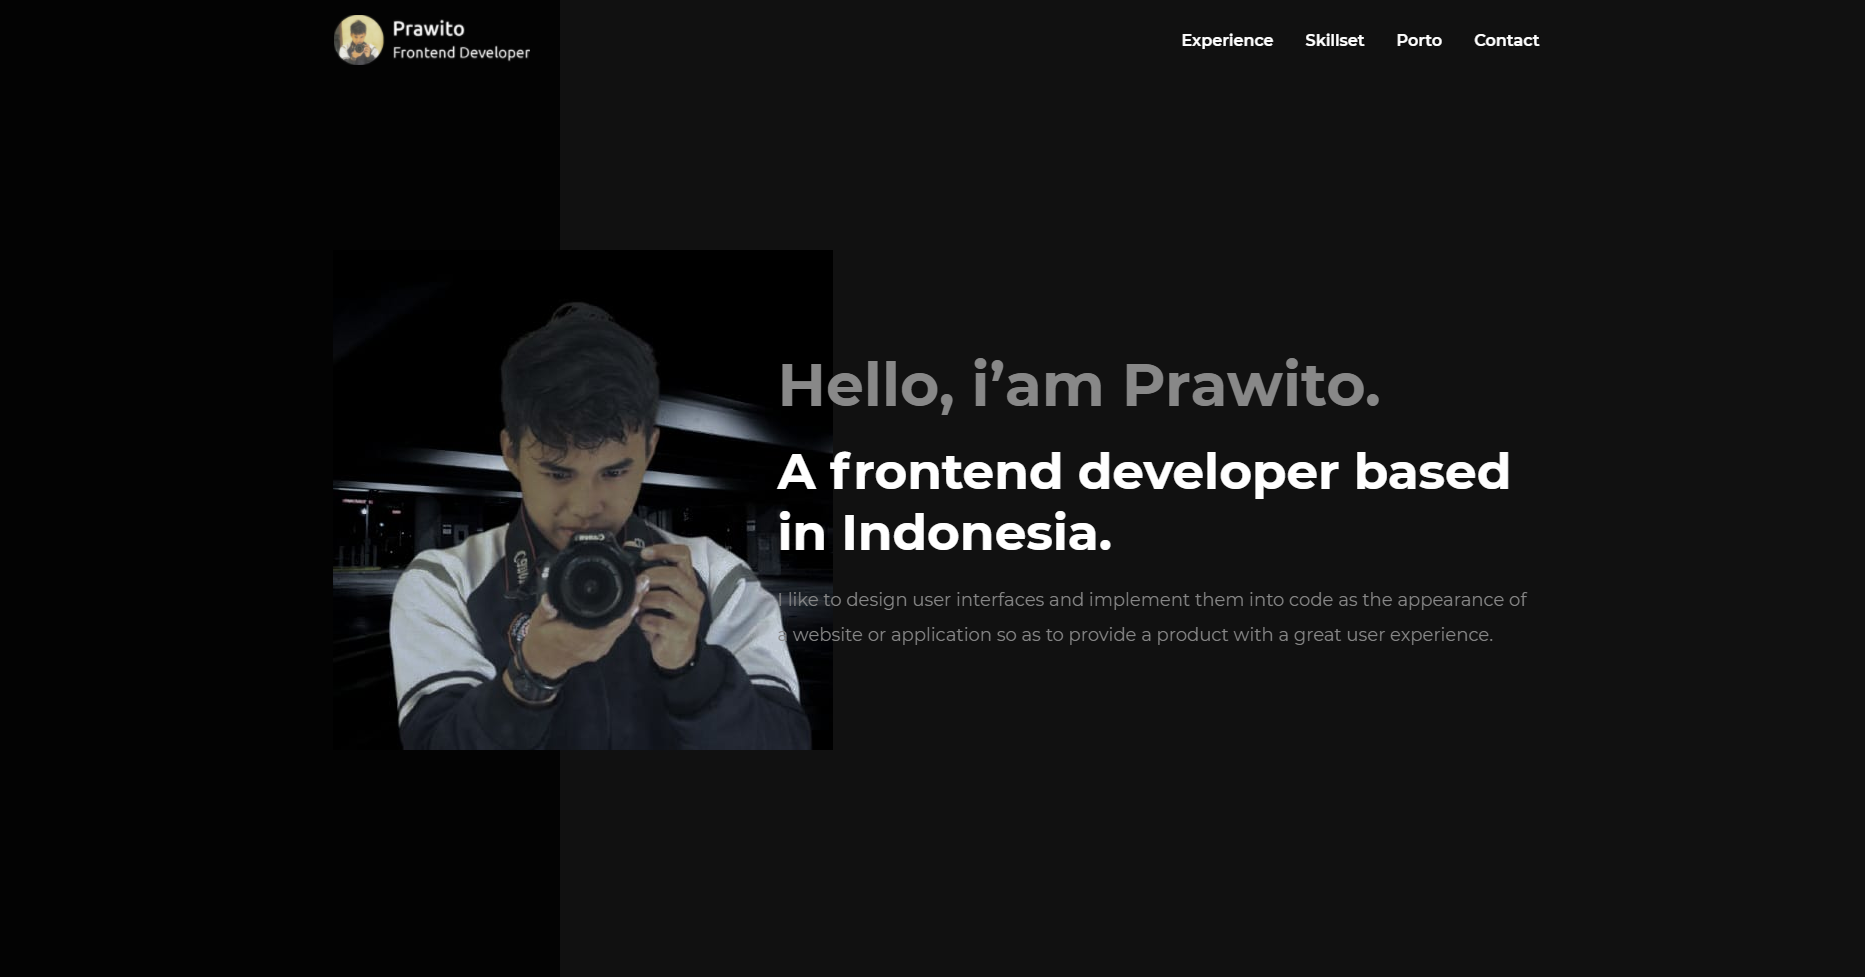 Prawito
Frontend Developer
Experience Skillset Porto Contact
Hello, i’am Prawito.
A frontend developer based
in Indonesia.
I like to design user interfaces and implement them into code as the appearance of
a website or application so as to provide a product with a great user experience.
Canon